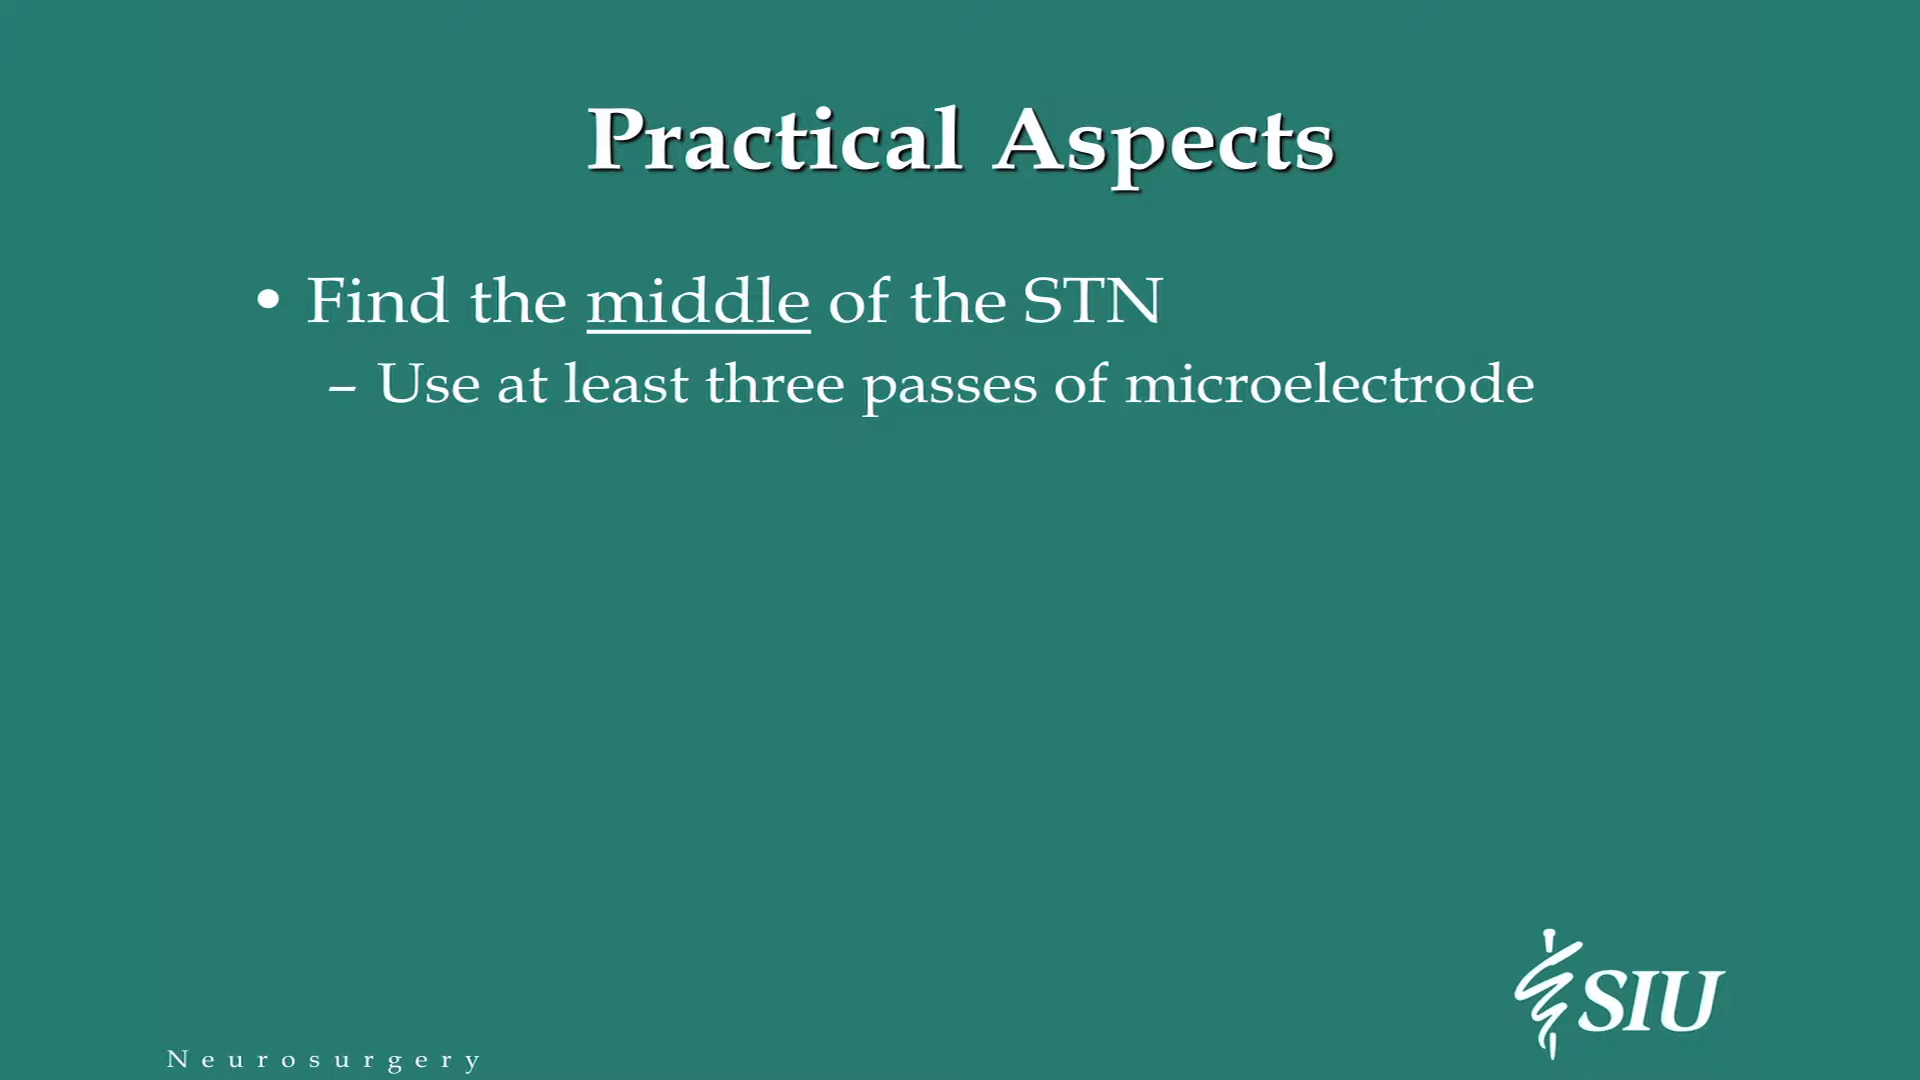 Practical Aspects
• Find the middle of the STN
– Use at least three passes of microelectrode
SIU
Neurosurgery